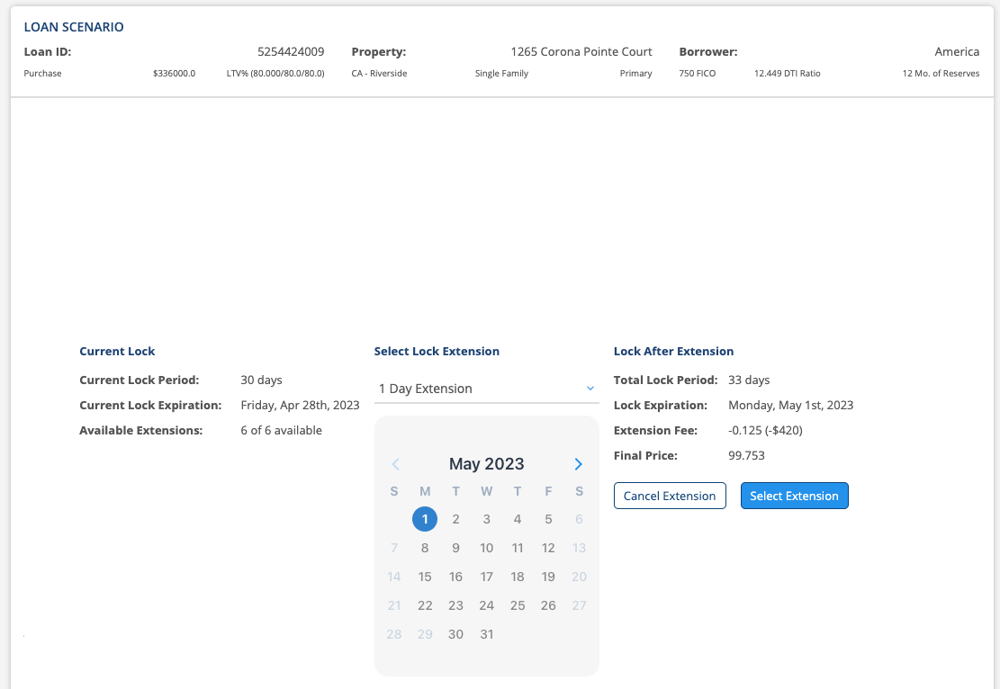 LOAN SCENARIO
Loan ID: 5254424009 Property: 1265 Corona Pointe Court Borrower: America
Purchase $336000.0 LTV% (80.000/80.0/80.0) CA - Riverside Single Family Primary 750 FICO 12.449 DTI Ratio 12 Mo. of Reserves
Current Lock
Current Lock Period: 30 days
Current Lock Expiration: Friday, Apr 28th, 2023
Available Extensions: 6 of 6 available
Select Lock Extension
1 Day Extension
May 2023
S M T W T F S
1 2 3 4 5 6
7 8 9 10 11 12 13
14 15 16 17 18 19 20
21 22 23 24 25 26 27
28 29 30 31
Lock After Extension
Total Lock Period: 33 days
Lock Expiration: Monday, May 1st, 2023
Extension Fee: -0.125 (-$420)
Final Price: 99.753
Cancel Extension Select Extension